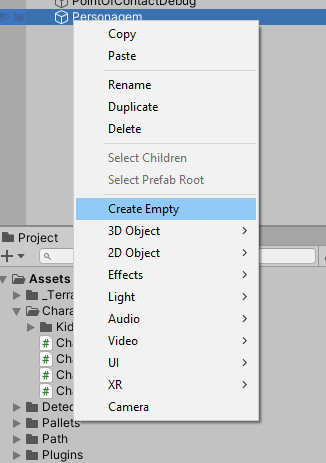 PointOfContactDebug
Personagem
Copy
Paste
Rename
Duplicate
Delete
Select Children
Select Prefab Root
Create Empty
3D Object
2D Object
Effects
Light
Audio
Video
UI
XR
Camera
Project
Assets
_Terra
Chara
Kid
# Cha
# Cha
# Cha
# Cha
Detec
Pallets
Path
Plugins